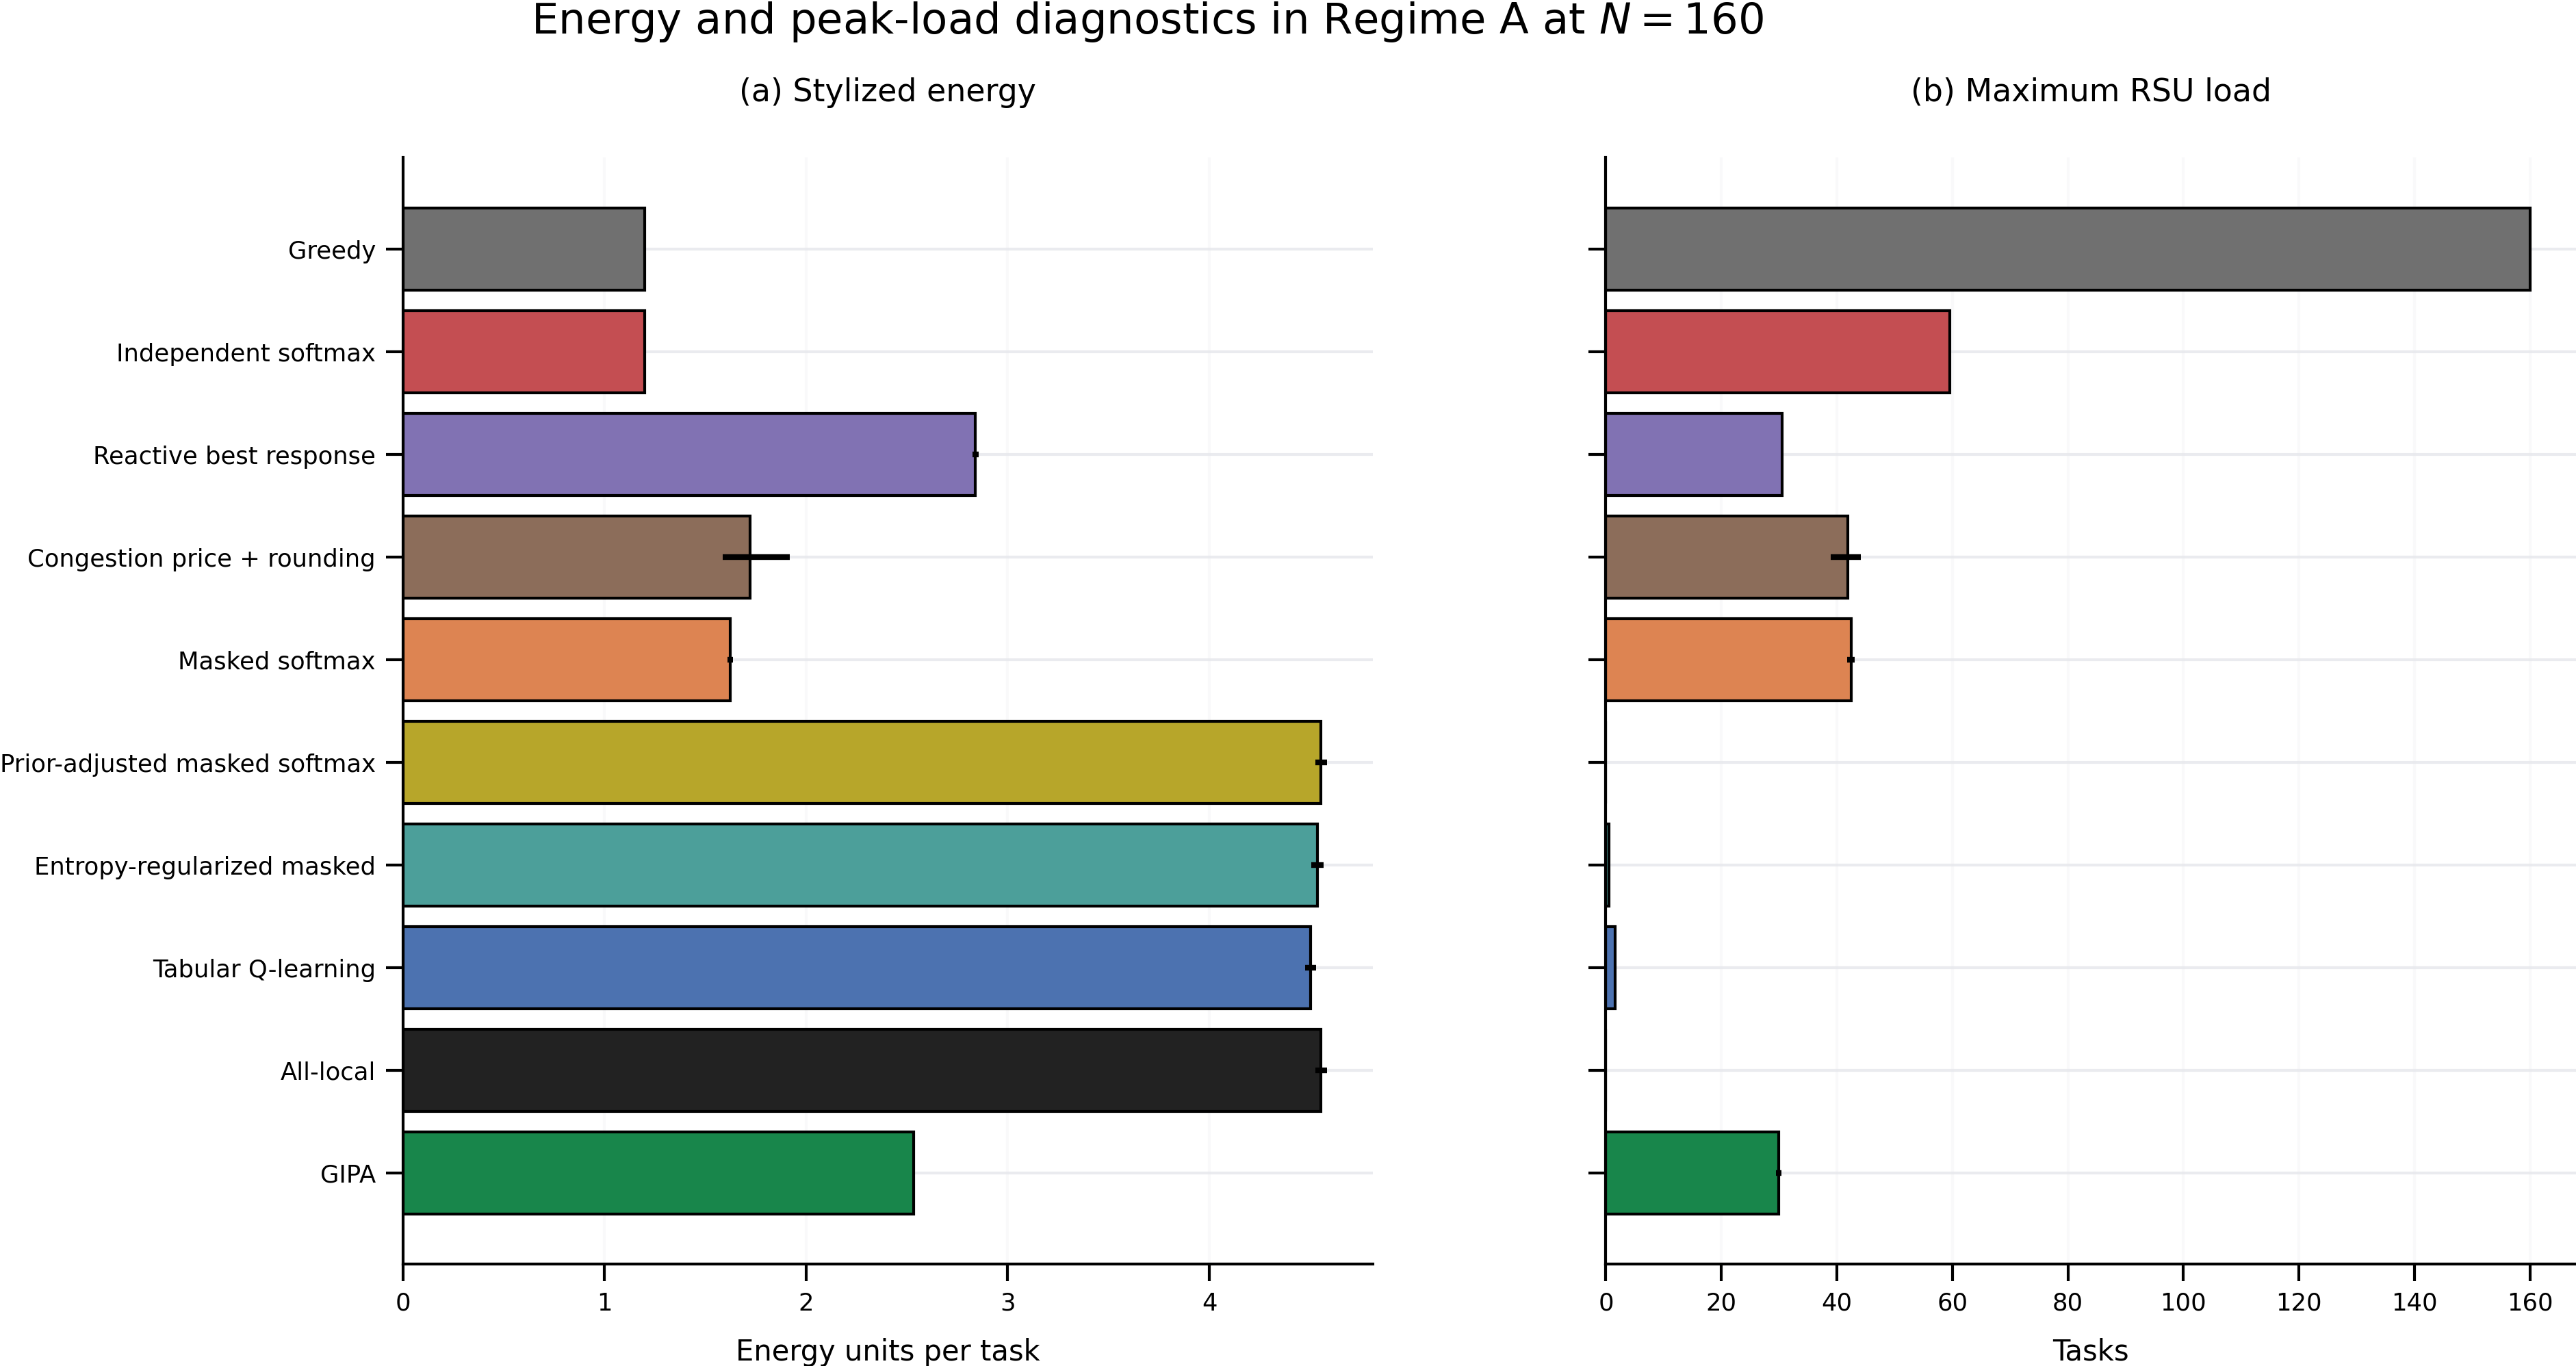 Energy and peak-load diagnostics in Regime A at N = 160
(a) Stylized energy
(b) Maximum RSU load
Greedy
Independent softmax
Reactive best response
Congestion price + rounding
Masked softmax
Prior-adjusted masked softmax
Entropy-regularized masked
Tabular Q-learning
All-local
GIPA
0 1 2 3 4
0 20 40 60 80 100 120 140 160
Energy units per task
Tasks